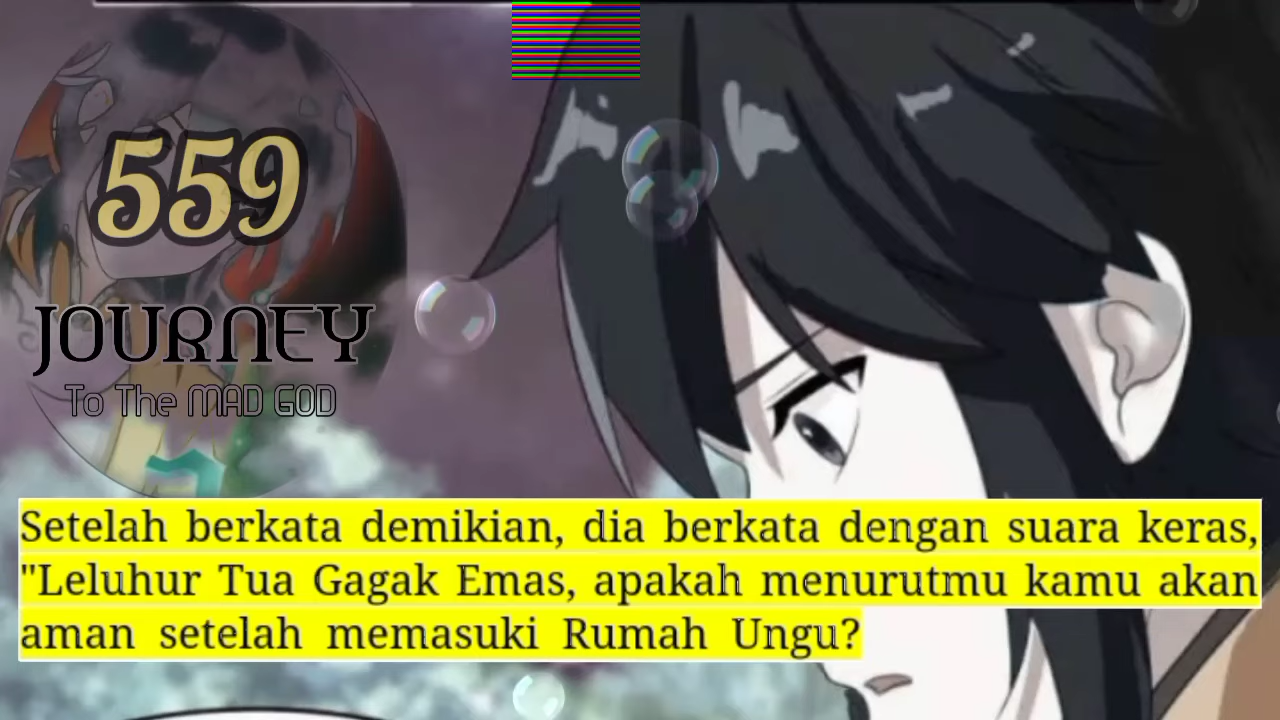 559
JOURNEY
To The MAD GOD
Setelah berkata demikian, dia berkata dengan suara keras,
"Leluhur Tua Gagak Emas, apakah menurutmu kamu akan
aman setelah memasuki Rumah Ungu?